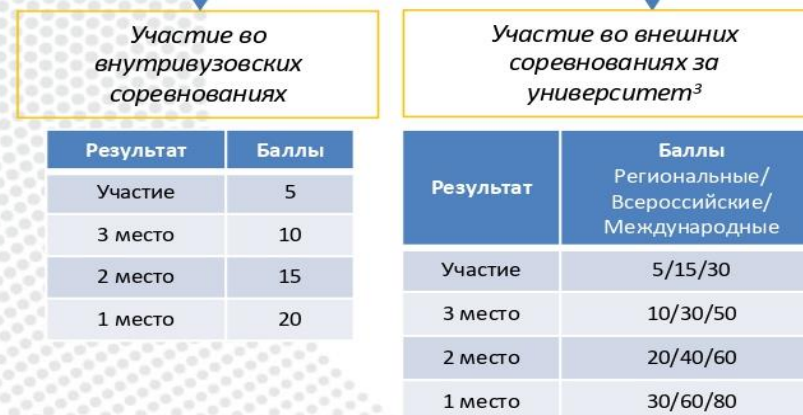 Участие во
внутривузовских
соревнованиях
Результат Баллы
Участие 5
3 место 10
2 место 15
1 место 20
Участие во внешних
соревнованиях за
университет³
Результат
Баллы
Региональные/
Всероссийские/
Международные
Участие 5/15/30
3 место 10/30/50
2 место 20/40/60
1 место 30/60/80